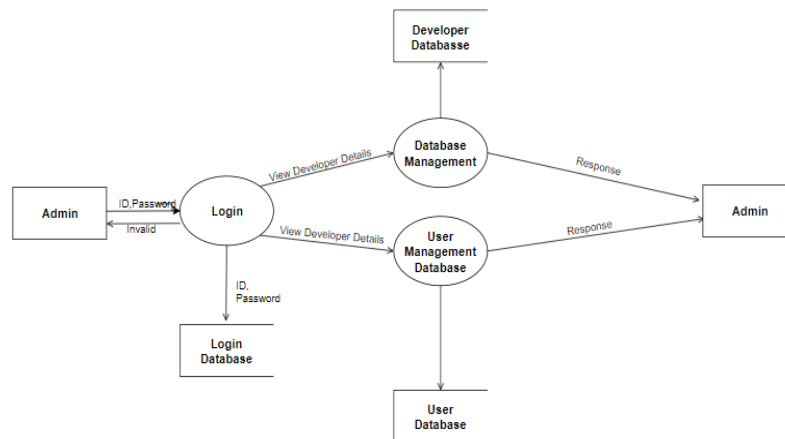 Developer
Databasse
Database
Management
View Developer Details
Response
Admin
ID,Password
Invalid
Login
View Developer Details
User
Management
Database
Response
Admin
ID,
Password
Login
Database
User
Database